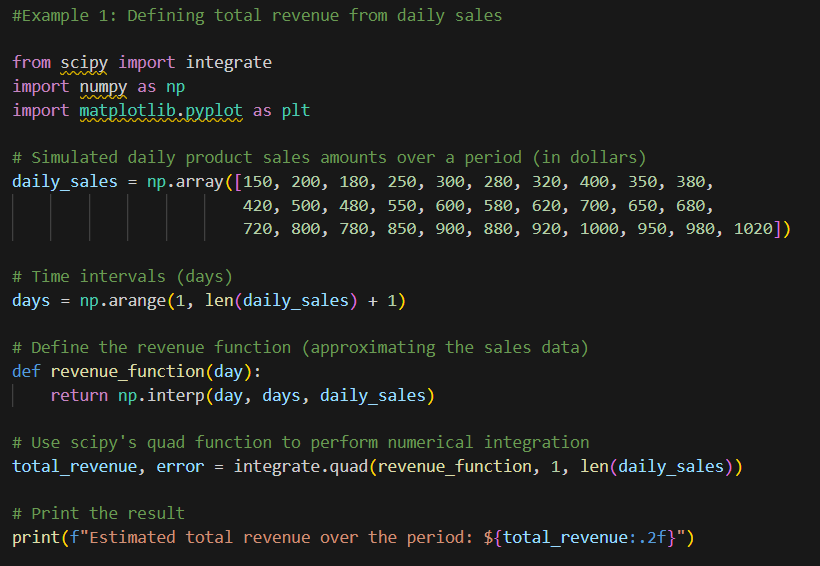 #Example 1: Defining total revenue from daily sales
from scipy import integrate
import numpy as np
import matplotlib.pyplot as plt
# Simulated daily product sales amounts over a period (in dollars)
daily_sales = np.array([150, 200, 180, 250, 300, 280, 320, 400, 350, 380,
420, 500, 480, 550, 600, 580, 620, 700, 650, 680,
720, 800, 780, 850, 900, 880, 920, 1000, 950, 980, 1020])
# Time intervals (days)
days = np.arange(1, len(daily_sales) + 1)
# Define the revenue function (approximating the sales data)
def revenue_function(day):
    return np.interp(day, days, daily_sales)
# Use scipy's quad function to perform numerical integration
total_revenue, error = integrate.quad(revenue_function, 1, len(daily_sales))
# Print the result
print(f"Estimated total revenue over the period: ${total_revenue:.2f}")